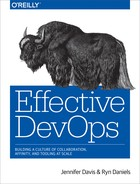 O'REILLY®
Effective
DevOps
BUILDING A CULTURE OF COLLABORATION,
AFFINITY, AND TOOLING AT SCALE
Jennifer Davis & Ryn Daniels